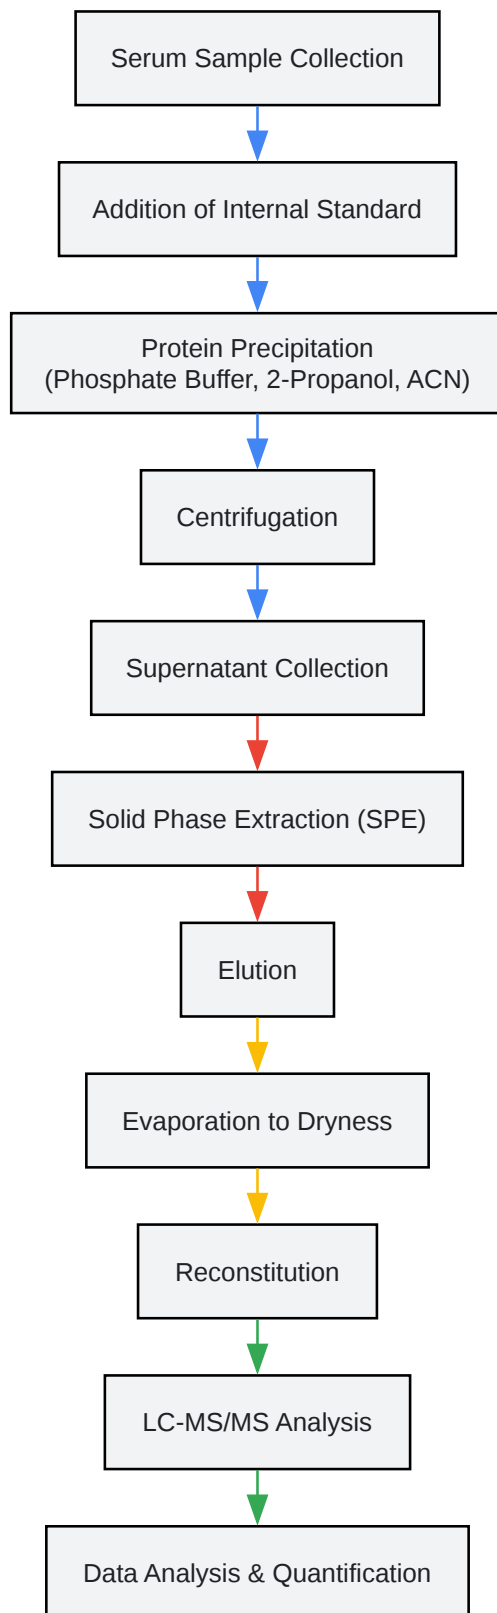 Serum Sample Collection
Addition of Internal Standard
Protein Precipitation
(Phosphate Buffer, 2-Propanol, ACN)
Centrifugation
Supernatant Collection
Solid Phase Extraction (SPE)
Elution
Evaporation to Dryness
Reconstitution
LC-MS/MS Analysis
Data Analysis & Quantification